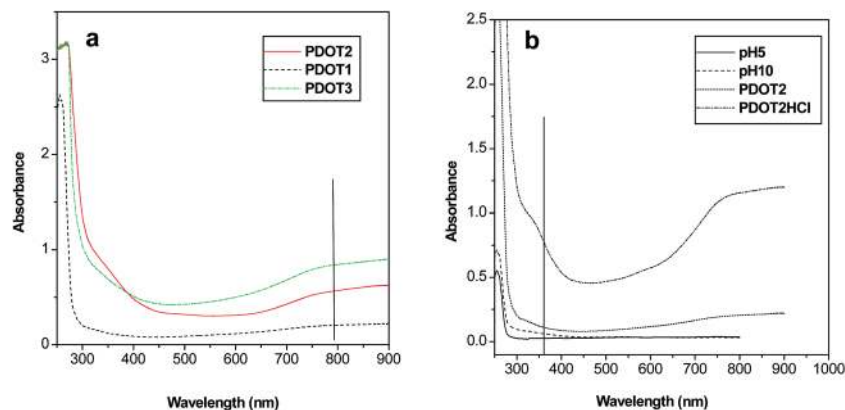 a
PDOT2
PDOT1
PDOT3
3
2
1
0
Absorbance
300 400 500 600 700 800 900
Wavelength (nm)
b
pH5
pH10
PDOT2
PDOT2HCl
2.5
2.0
1.5
1.0
0.5
0.0
Absorbance
300 400 500 600 700 800 900 1000
Wavelength (nm)